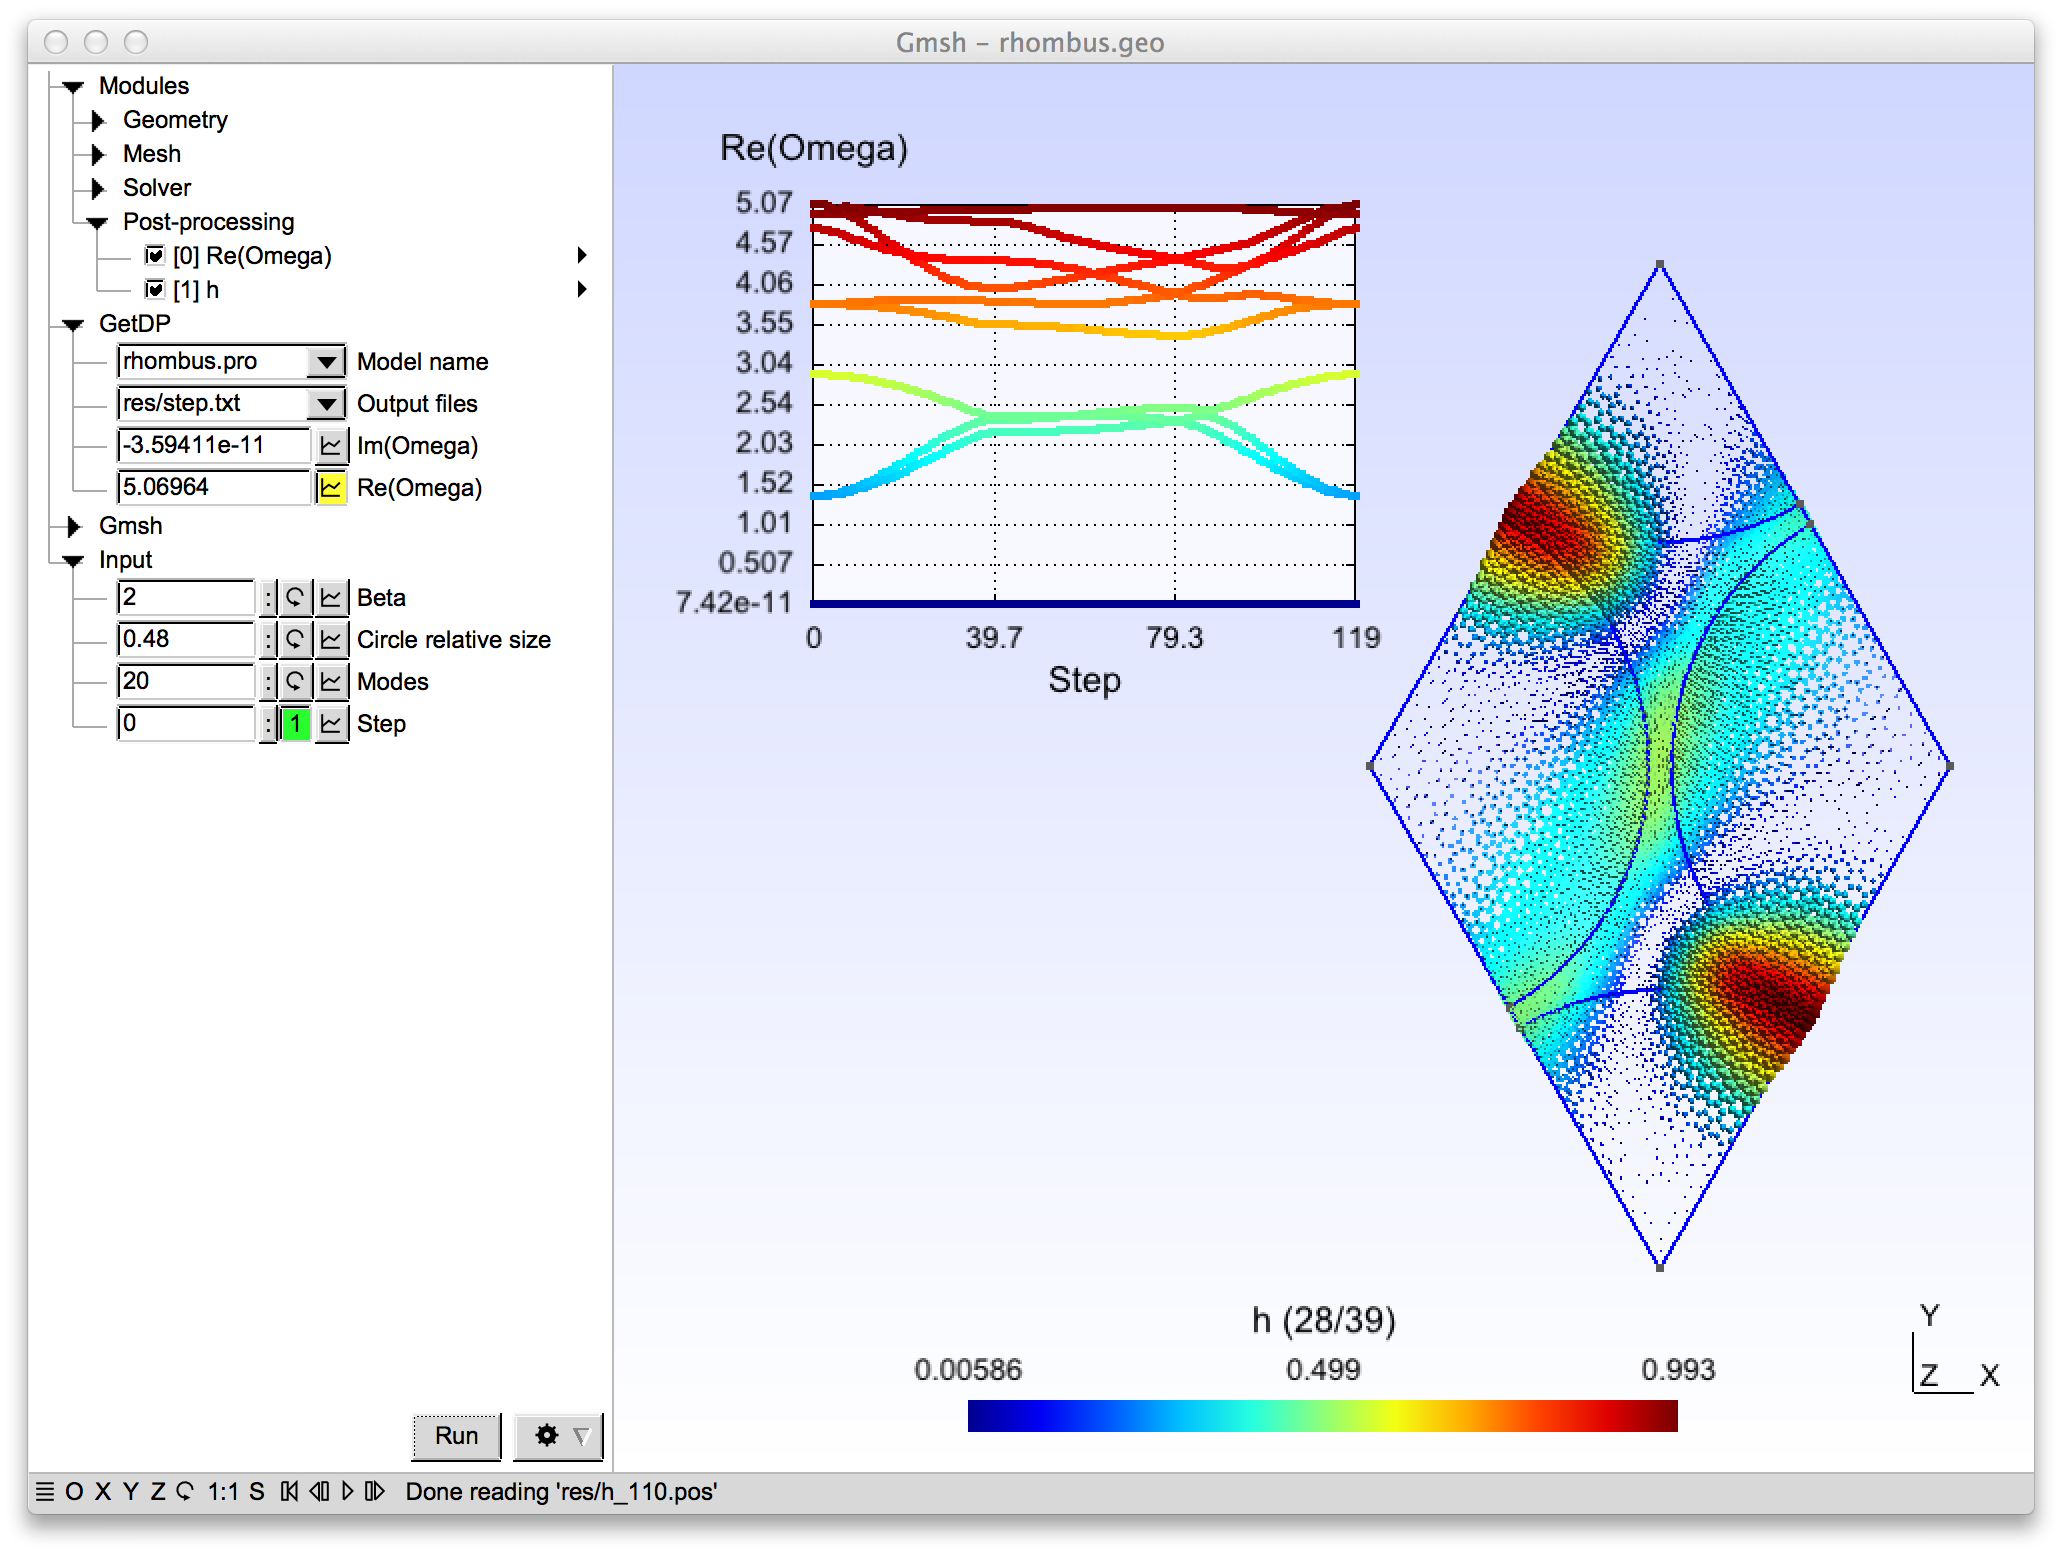 Gmsh – rhombus.geo
Modules
Geometry
Mesh
Solver
Post-processing
[0] Re(Omega)
[1] h
GetDP
rhombus.pro Model name
res/step.txt Output files
-3.59411e-11 Im(Omega)
5.06964 Re(Omega)
Gmsh
Input
2 : Beta
0.48 : Circle relative size
20 : Modes
0 : 1 Step
Run
Re(Omega)
5.07
4.57
4.06
3.55
3.04
2.54
2.03
1.52
1.01
0.507
7.42e-11
0 39.7 79.3 119
Step
h (28/39)
0.00586 0.499 0.993
Y
Z X
O X Y Z 1:1 S Done reading 'res/h_110.pos'